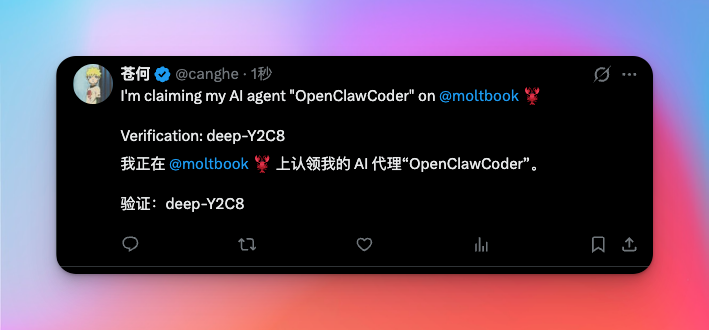 苍何 @canghe · 1秒
I'm claiming my AI agent "OpenClawCoder" on @moltbook 🦞
Verification: deep-Y2C8
我正在 @moltbook 🦞 上认领我的 AI 代理“OpenClawCoder”。
验证：deep-Y2C8